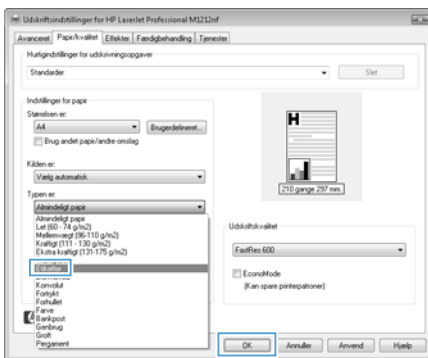 Udskriftsindstillinger for HP LaserJet Professional M1212nf
Avanceret Papir/kvalitet Effekter Færdigbehandling Tjenester
Hurtigindstillinger for udskrivningsopgaver
Standarder
Slet
Indstillinger for papir
Størrelsen er:
A4
Brugerdefineret...
Brug andet papir/andre omslag
Kilden er:
Vælg automatisk
Typen er:
Almindeligt papir
Almindeligt papir
Let (60 - 74 g/m2)
Mellemvægt (96-110 g/m2)
Kraftigt (111 - 130 g/m2)
Ekstra kraftigt (131-175 g/m2)
Etiketter
Konvolut
Fortrykt
Forhullet
Farve
Bankpost
Genbrug
Groft
Pergament
H
210 gange 297 mm.
Udskriftskvalitet
FastRes 600
EconoMode
(Kan spare printerpatroner)
OK
Annuller
Anvend
Hjælp